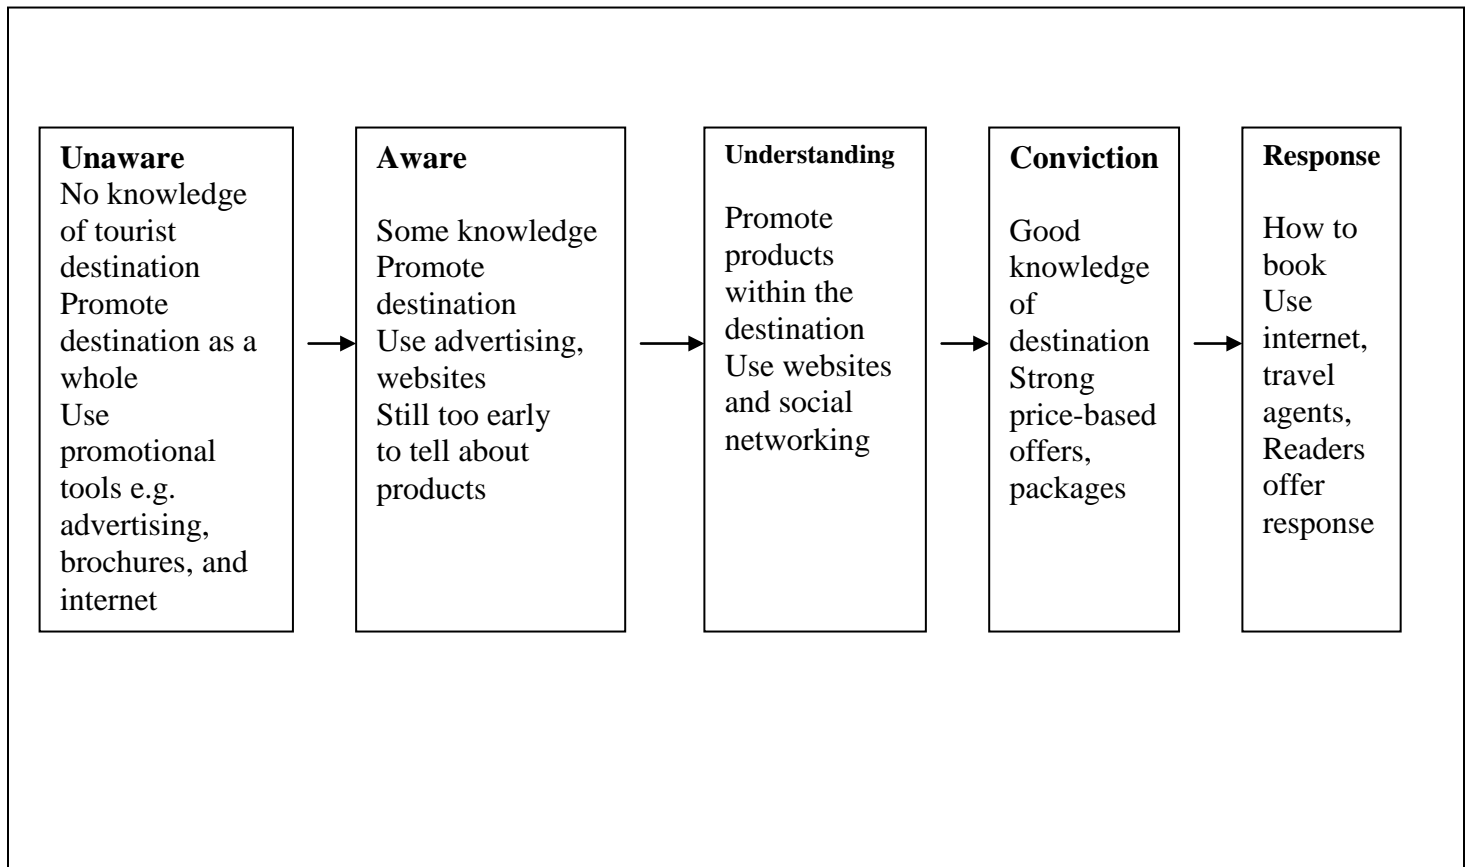 Unaware
No knowledge
of tourist
destination
Promote
destination as a
whole
Use
promotional
tools e.g.
advertising,
brochures, and
internet
Aware
Some knowledge
Promote
destination
Use advertising,
websites
Still too early
to tell about
products
Understanding
Promote
products
within the
destination
Use websites
and social
networking
Conviction
Good
knowledge
of
destination
Strong
price-based
offers,
packages
Response
How to
book
Use
internet,
travel
agents,
Readers
offer
response